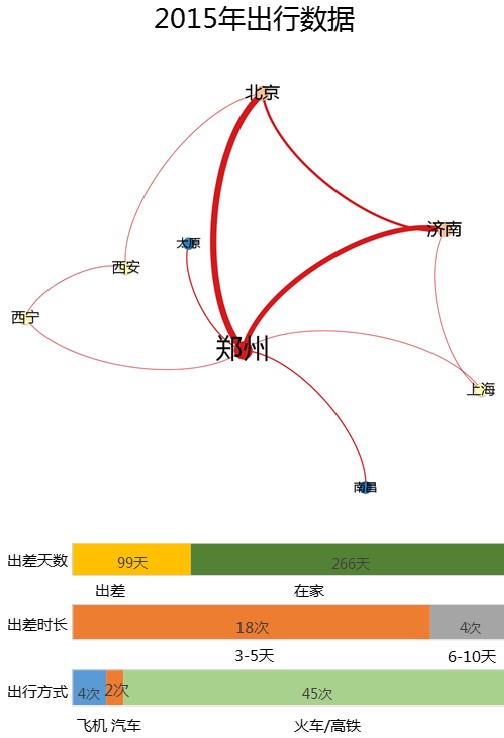 2015年出行数据
北京
济南
太原
西安
西宁
郑州
上海
南昌
出差天数 99天 266天
出差 在家
出差时长 18次 4次
3-5天 6-10天
出行方式 4次 2次 45次
飞机 汽车 火车/高铁